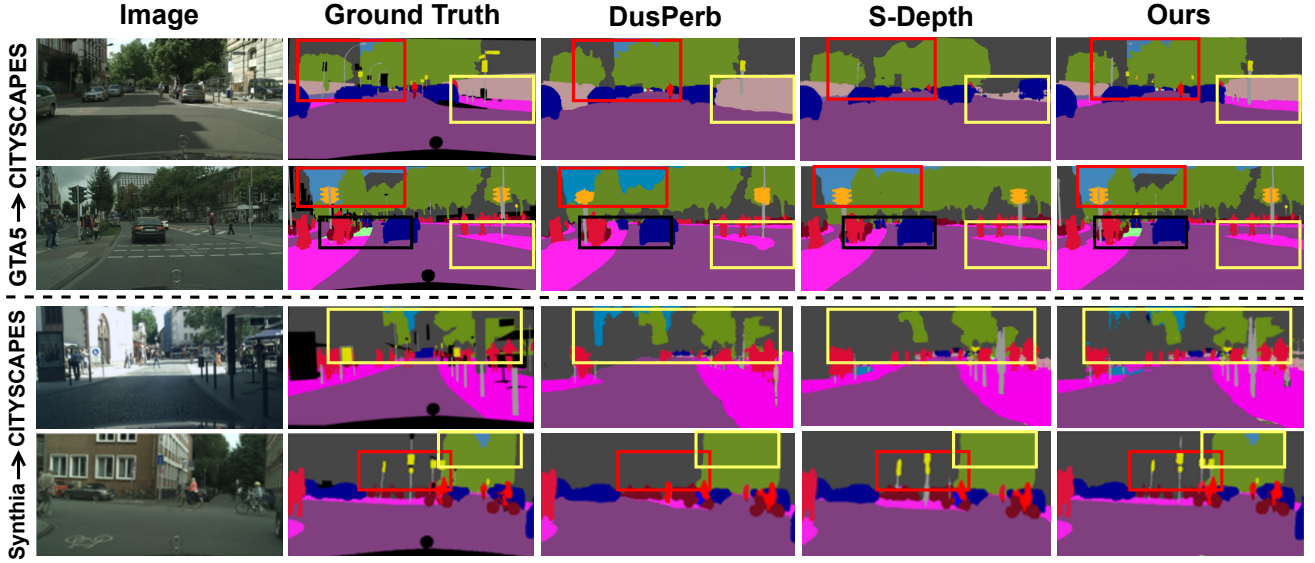 Image Ground Truth DusPerb S-Depth Ours
GTA5→CITYSCAPES
Synthia→CITYSCAPES